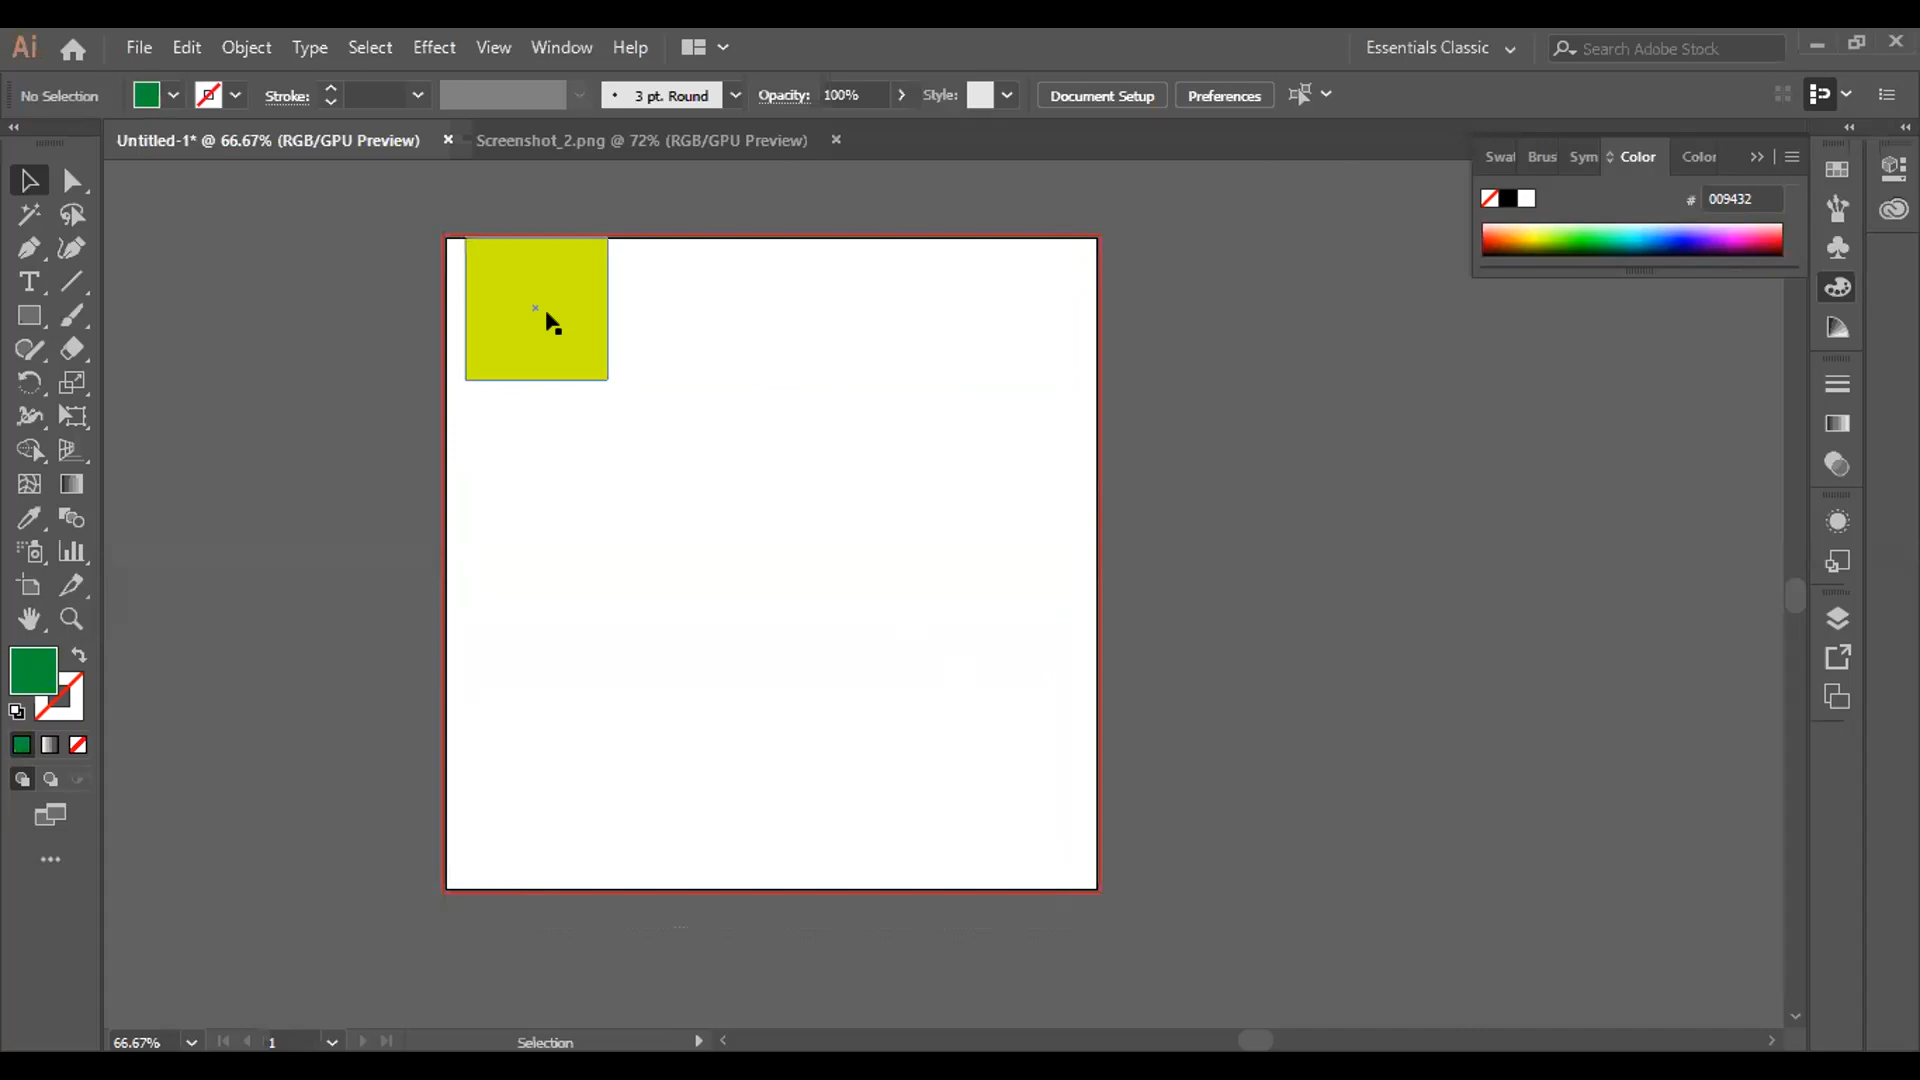 Ai File Edit Object Type Select Effect View Window Help Essentials Classic Search Adobe Stock
No Selection Stroke: 3 pt. Round Opacity: 100% Style: Document Setup Preferences
Untitled-1* @ 66.67% (RGB/GPU Preview) Screenshot_2.png @ 72% (RGB/GPU Preview)
Swat Brus Sym Color Color
# 009432
66.67% 1 Selection